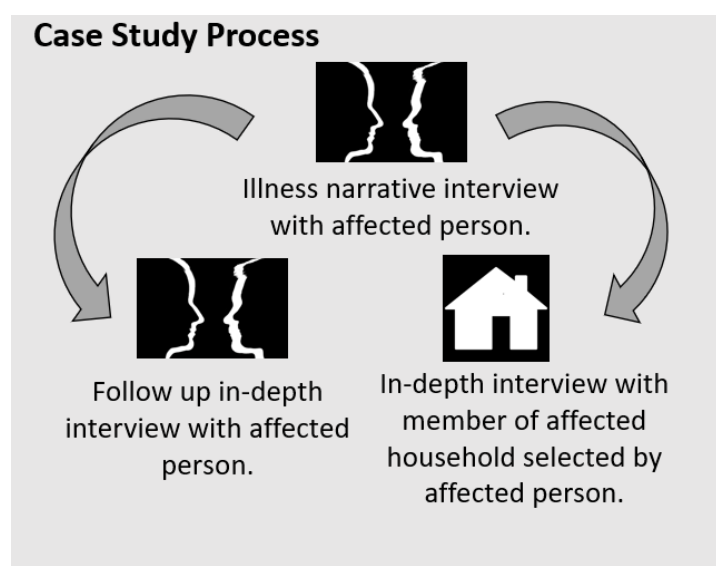 Case Study Process
Illness narrative interview
with affected person.
Follow up in-depth
interview with affected
person.
In-depth interview with
member of affected
household selected by
affected person.